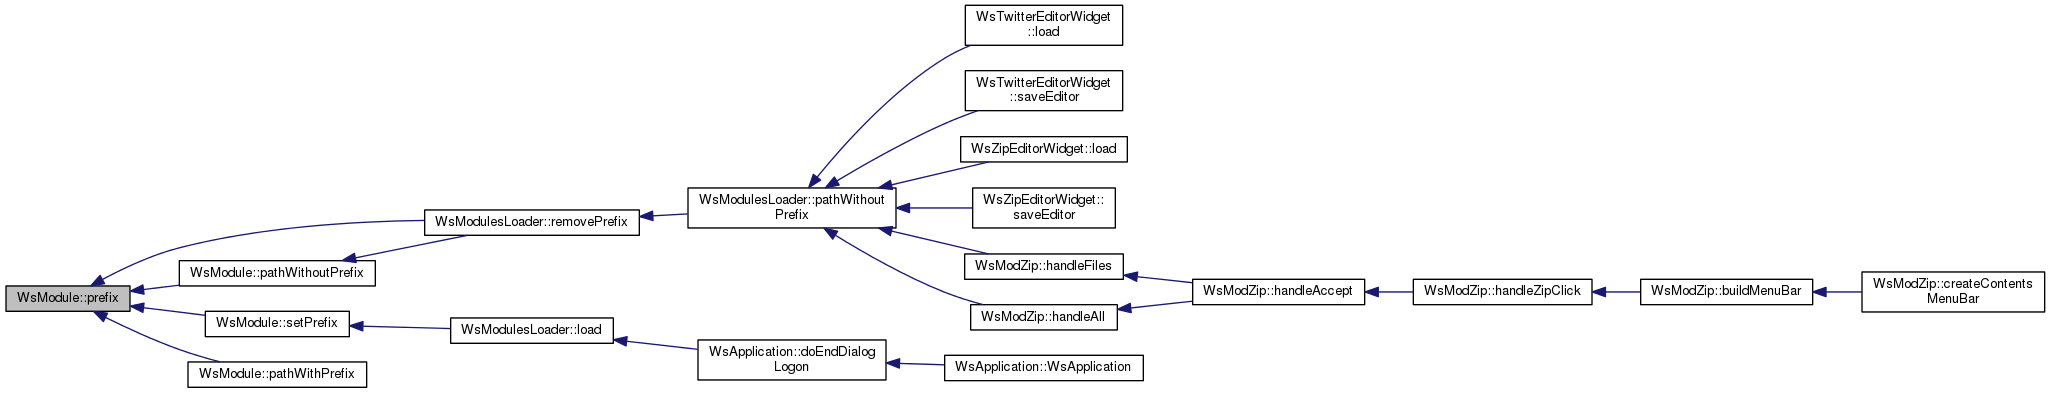 WsTwitterEditorWidget
::load
WsTwitterEditorWidget
::saveEditor
WsZipEditorWidget::load
WsModulesLoader::pathWithout
Prefix
WsZipEditorWidget::
saveEditor
WsModulesLoader::removePrefix
WsModule::pathWithoutPrefix
WsModZip::handleFiles
WsModule::prefix
WsModZip::handleAccept
WsModZip::handleZipClick
WsModZip::buildMenuBar
WsModZip::createContents
MenuBar
WsModule::setPrefix
WsModulesLoader::load
WsModZip::handleAll
WsApplication::doEndDialog
Logon
WsApplication::WsApplication
WsModule::pathWithPrefix